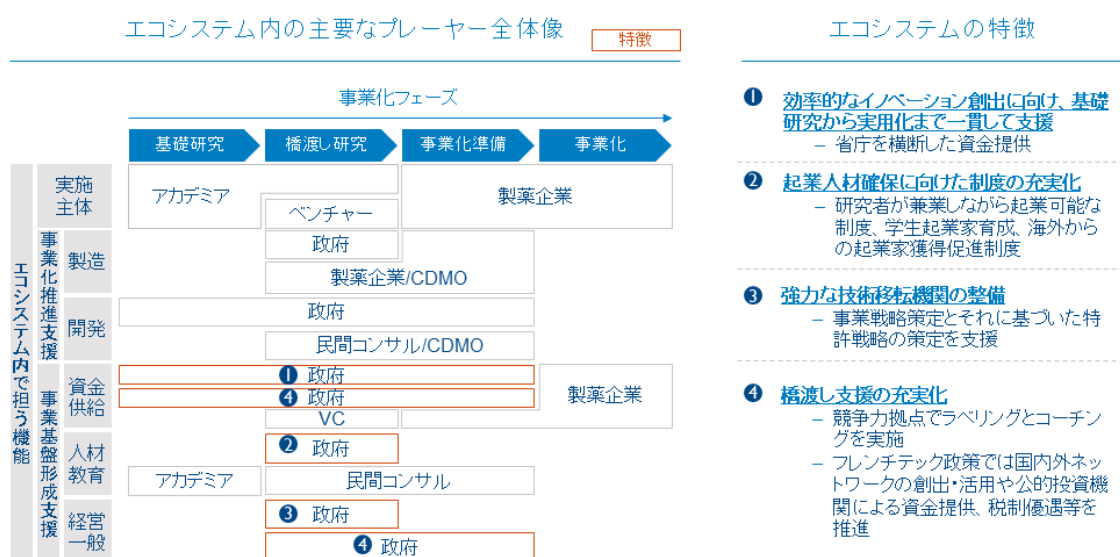 エコシステム内の主要なプレーヤー全体像
特徴
事業化フェーズ
基礎研究
橋渡し研究
事業化準備
事業化
エコシステム内で担う機能
実施
主体
アカデミア
ベンチャー
製薬企業
事業化推進支援
製造
政府
製薬企業/CDMO
開発
政府
民間コンサル/CDMO
事業基盤形成支援
資金
供給
❶ 政府
❹ 政府
VC
製薬企業
人材
教育
❷ 政府
アカデミア
民間コンサル
経営
一般
❸ 政府
❹ 政府
エコシステムの特徴
❶ 効率的なイノベーション創出に向け、基礎
研究から実用化まで一貫して支援
– 省庁を横断した資金提供
❷ 起業人材確保に向けた制度の充実化
– 研究者が兼業しながら起業可能な
制度、学生起業家育成、海外から
の起業家獲得促進制度
❸ 強力な技術移転機関の整備
– 事業戦略策定とそれに基づいた特
許戦略の策定を支援
❹ 橋渡し支援の充実化
– 競争力拠点でラベリングとコーチン
グを実施
– フレンチテック政策では国内外ネッ
トワークの創出・活用や公的投資機
関による資金提供、税制優遇等を
推進